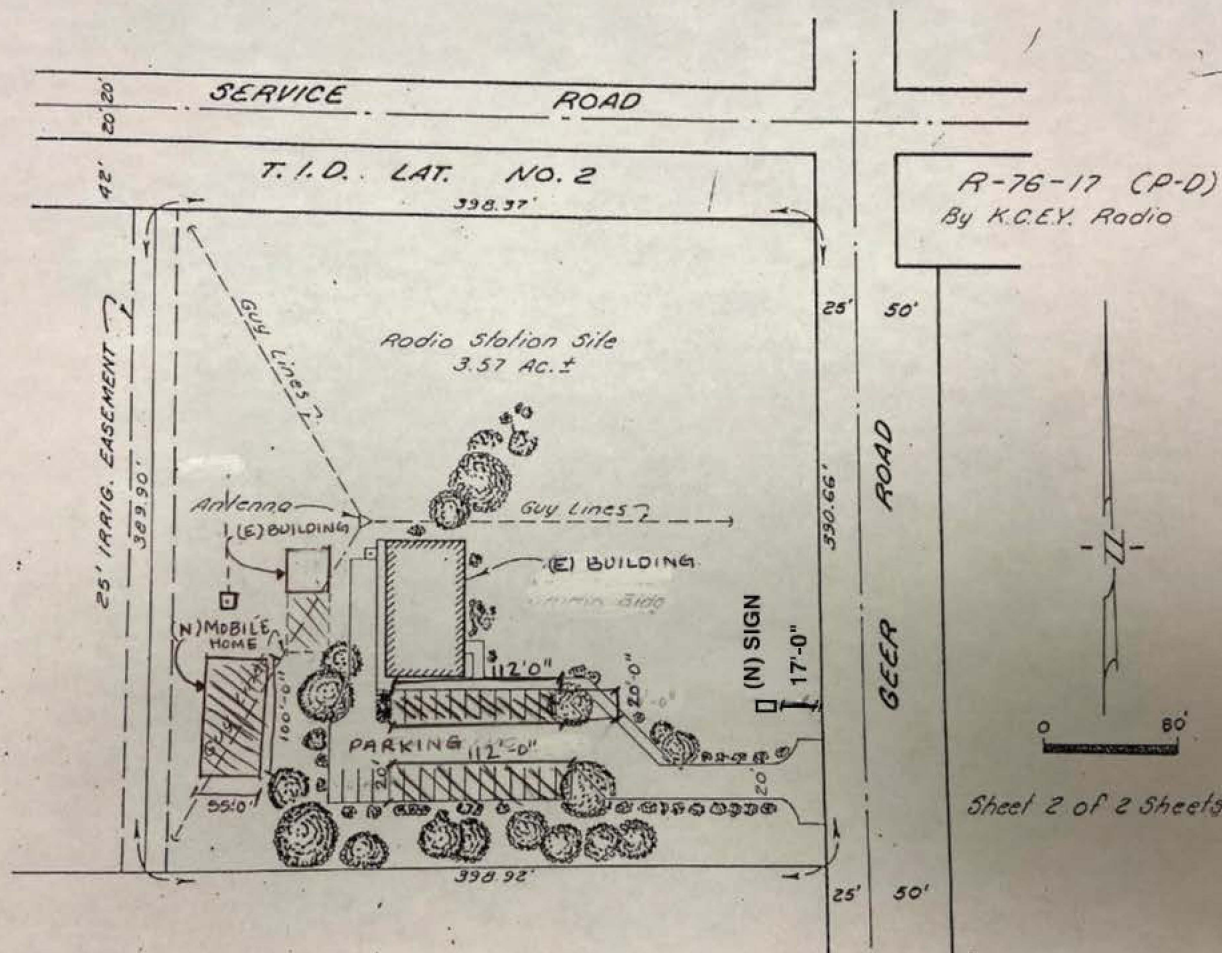 SERVICE ROAD
20' 20'
42'
T.I.D. LAT. NO. 2
398.37'
R-76-17 (P-D)
By K.C.E.Y. Radio
25' 50'
Guy Lines
Radio Station Site
3.57 AC.±
25' IRRIG. EASEMENT
389.90'
390.66'
GEER ROAD
Antenna
Guy Lines
(E) BUILDING
(E) BUILDING
(N) MOBILE
HOME
(N) SIGN
17'-0"
112'0"
20'-0"
100'-0"
PARKING
112'-0"
20'
20'
55'0"
0 80'
Sheet 2 of 2 Sheets
398.92'
25' 50'